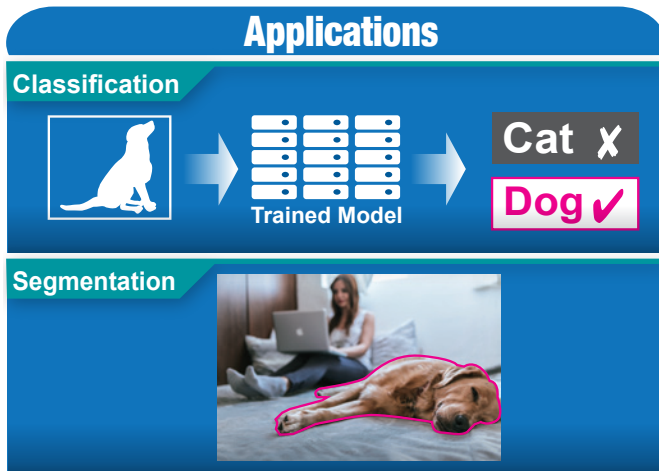 Applications
Classification
Cat ✗
Trained Model
Dog ✓
Segmentation